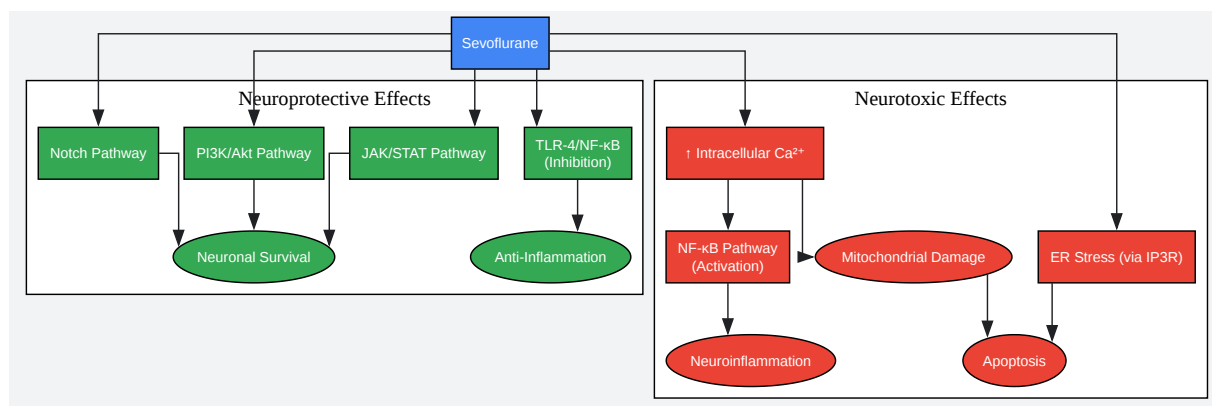 Sevoflurane
Neuroprotective Effects
Neurotoxic Effects
Notch Pathway
PI3K/Akt Pathway
JAK/STAT Pathway
TLR-4/NF-κB
(Inhibition)
↑ Intracellular Ca²⁺
Neuronal Survival
Anti-Inflammation
NF-κB Pathway
(Activation)
Mitochondrial Damage
ER Stress (via IP3R)
Neuroinflammation
Apoptosis